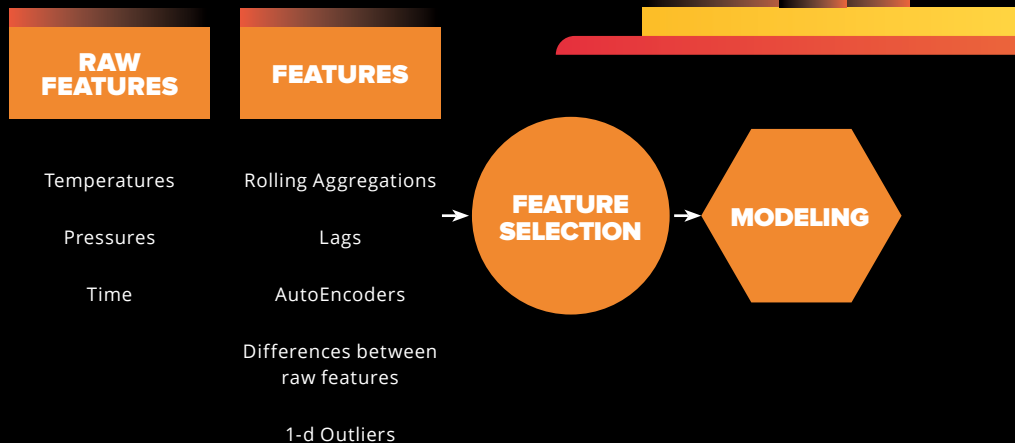 RAW
FEATURES
Temperatures
Pressures
Time
FEATURES
Rolling Aggregations
Lags
AutoEncoders
Differences between
raw features
1-d Outliers
FEATURE
SELECTION
MODELING